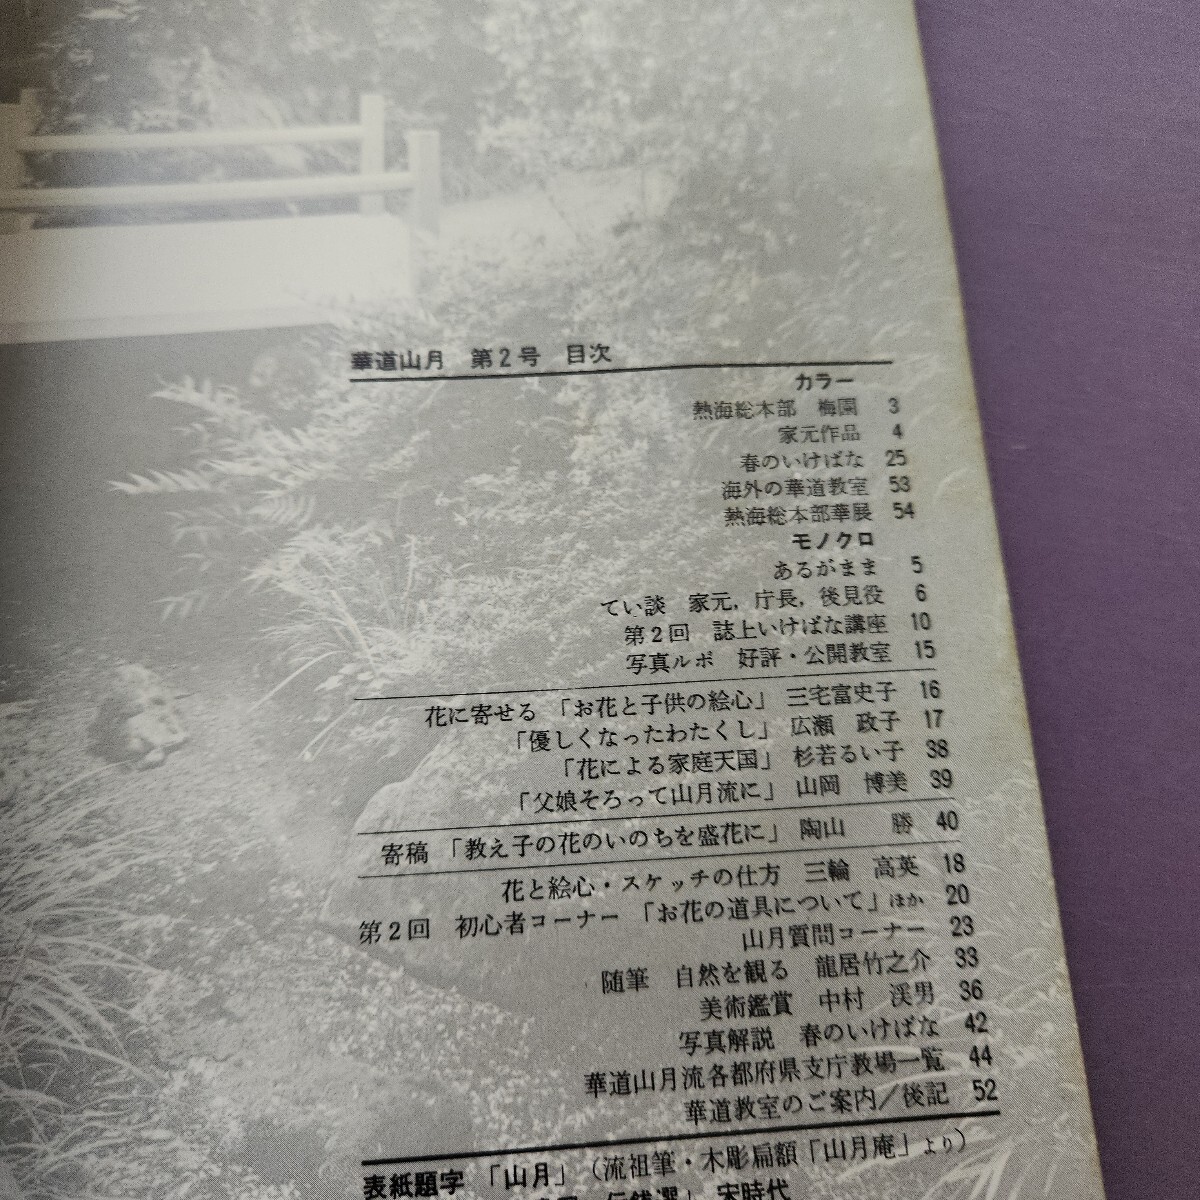 華道山月 第2号 目次
カラー
熱海総本部 梅園 3
家元作品 4
春のいけばな 25
海外の華道教室 53
熱海総本部華展 54
モノクロ
あるがまま 5
てい談 家元,庁長,後見役 6
第2回 誌上いけばな講座 10
写真ルポ 好評・公開教室 15
花に寄せる 「お花と子供の絵心」 三宅富史子 16
「優しくなったわたくし」 広瀬 政子 17
「花による家庭天国」 杉若るい子 38
「父娘そろって山月流に」 山岡 博美 39
寄稿 「教え子の花のいのちを盛花に」 陶山 勝 40
花と絵心・スケッチの仕方 三輪 高英 18
第2回 初心者コーナー 「お花の道具について」ほか 20
山月質問コーナー 23
随筆 自然を観る 龍居竹之介 33
美術鑑賞 中村 渓男 36
写真解説 春のいけばな 42
華道山月流各都府県支庁教場一覧 44
華道教室のご案内/後記 52
表紙題字 「山月」(流祖筆・木彫扁額「山月庵」より)
宋時代